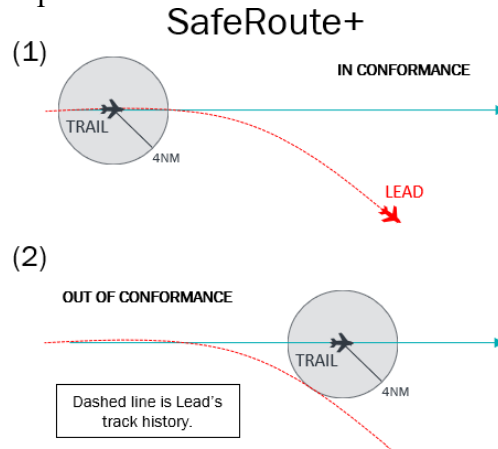 SafeRoute+
(1)
IN CONFORMANCE
TRAIL
4NM
LEAD
(2)
OUT OF CONFORMANCE
TRAIL
4NM
Dashed line is Lead's
track history.